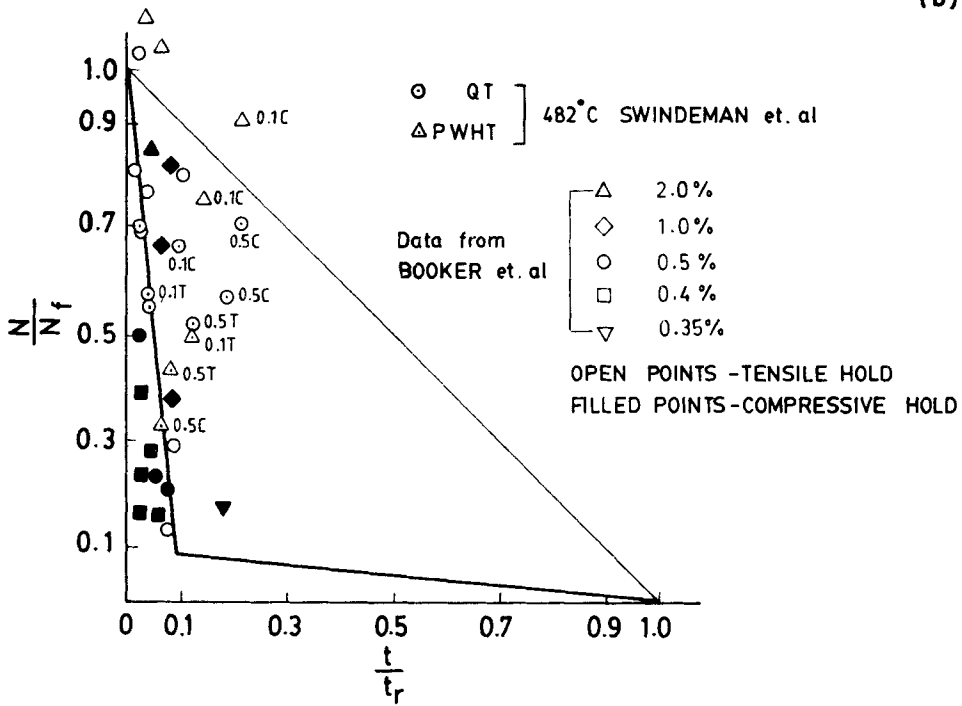 (b)
1.0
0.9
0.7
0.5
0.3
0.1
N
N_f
0 0.1 0.3 0.5 0.7 0.9 1.0
t
t_r
⊙ QT
△ PWHT
482°C SWINDEMAN et. al
Data from
BOOKER et. al
△ 2.0%
◇ 1.0%
○ 0.5%
■ 0.4%
▽ 0.35%
OPEN POINTS -TENSILE HOLD
FILLED POINTS-COMPRESSIVE HOLD
0.1C
0.1C
0.5C
0.1C
0.1T
0.5C
0.5T
0.1T
0.5T
0.5C